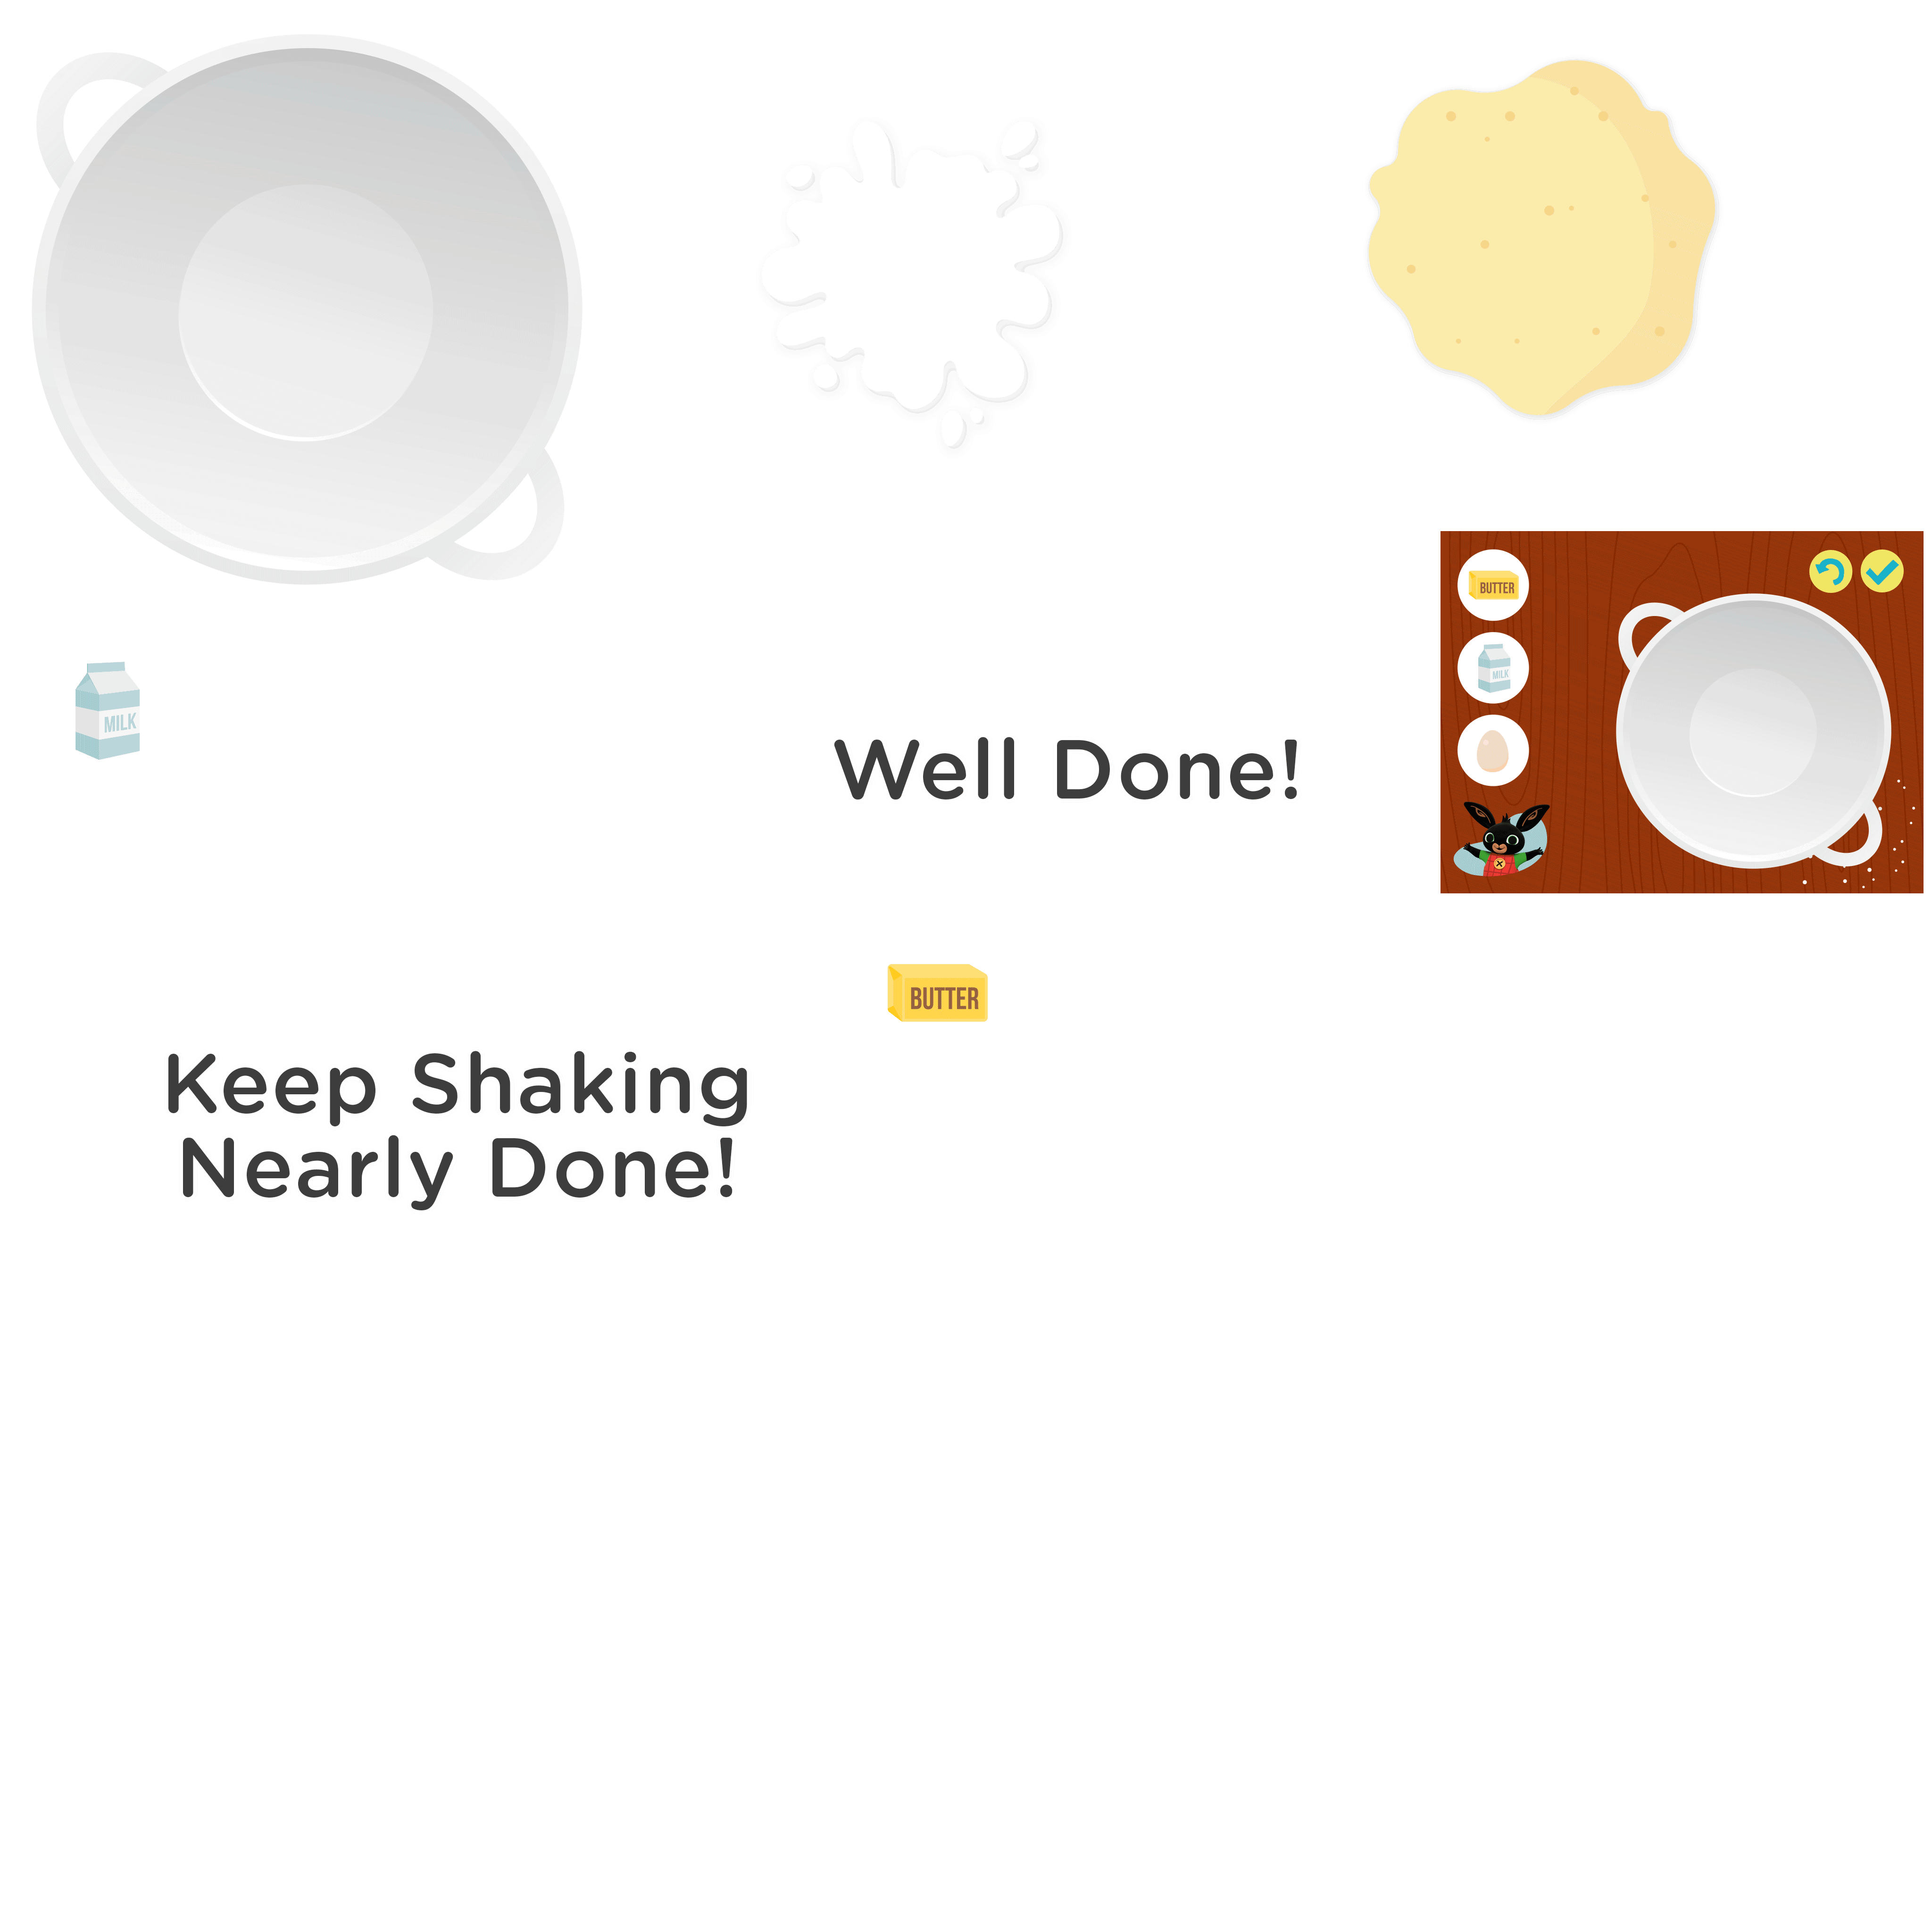 BUTTER
MILK
MILK
Well Done!
BUTTER
Keep Shaking
Nearly Done!